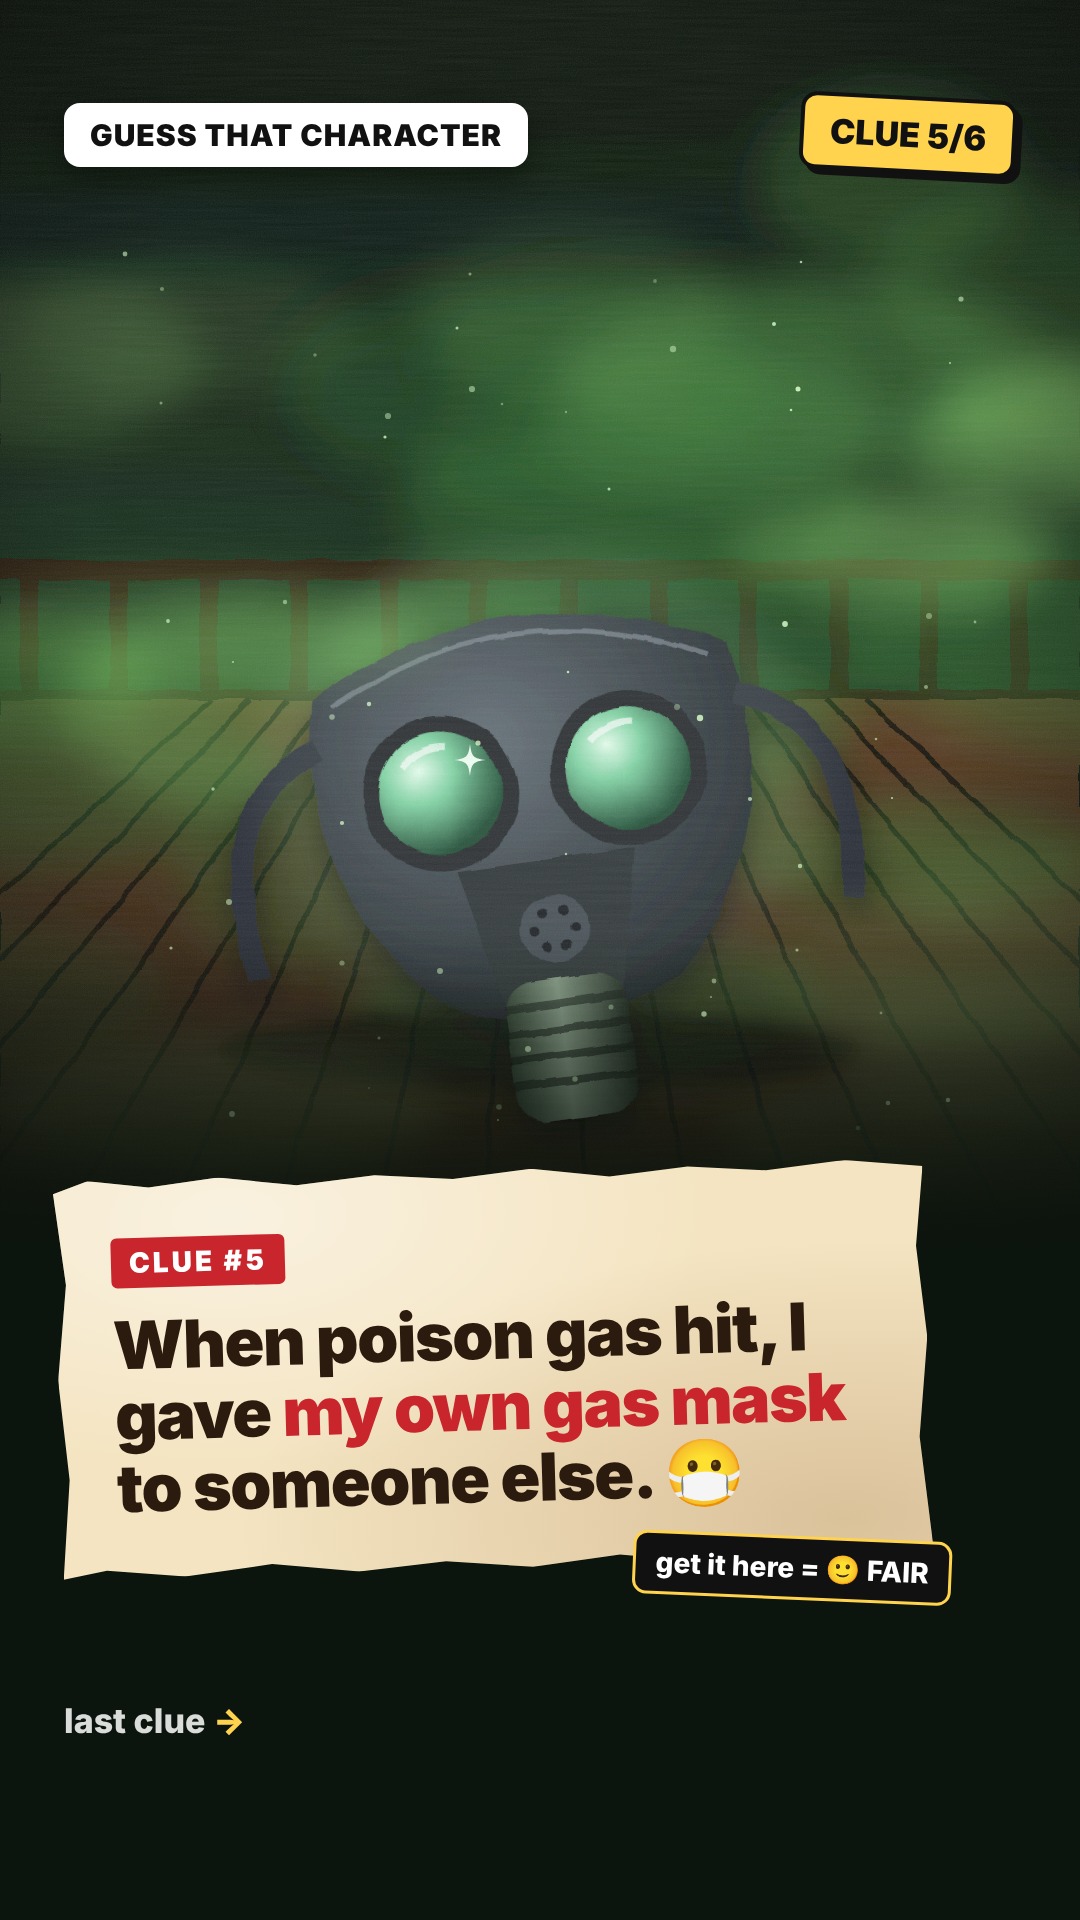 GUESS THAT CHARACTER
CLUE 5/6
CLUE #5
When poison gas hit, I
gave my own gas mask
to someone else. 😷
get it here = 🙂 FAIR
last clue →